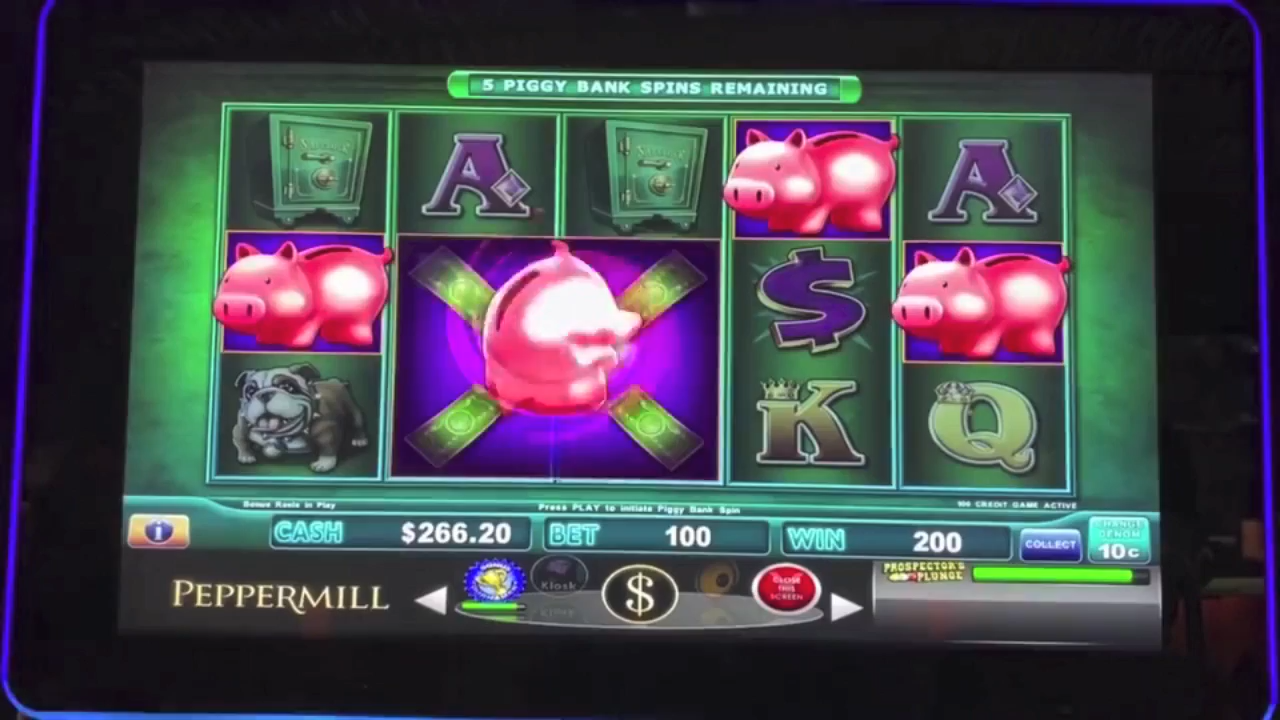 5 PIGGY BANK SPINS REMAINING
A
A
$
K
Q
Bonus Reels in Play
Press PLAY to initiate Piggy Bank Spin
100 CREDIT GAME ACTIVE
CASH $266.20
BET 100
WIN 200
COLLECT
CHANGE
DENOM
10¢
PEPPERMILL
Kiosk
$
CLOSE
THIS
SCREEN
PROSPECTOR'S
PLUNGE